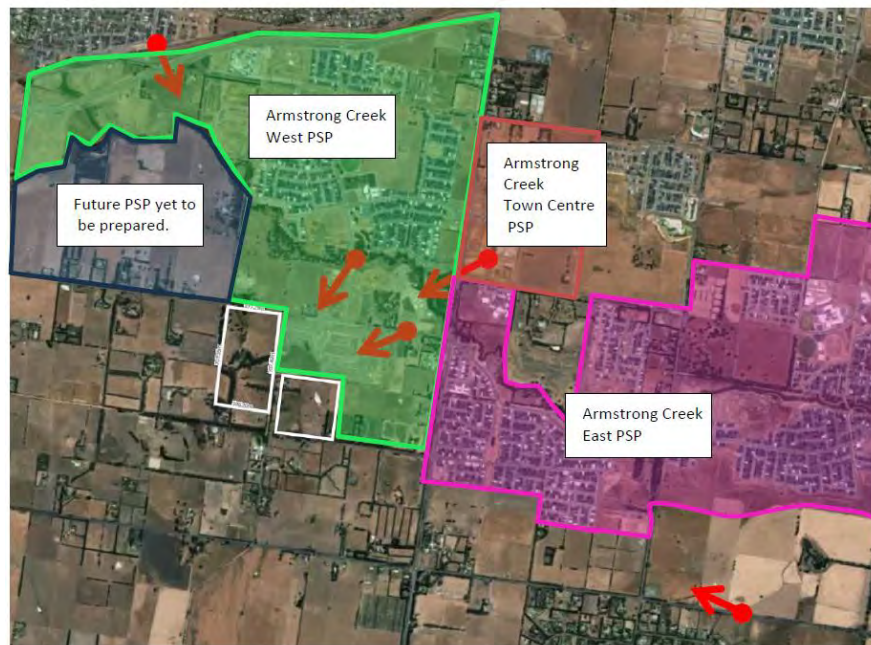 Armstrong Creek
West PSP
Armstrong
Creek
Town Centre
PSP
Future PSP yet to
be prepared.
Armstrong Creek
East PSP